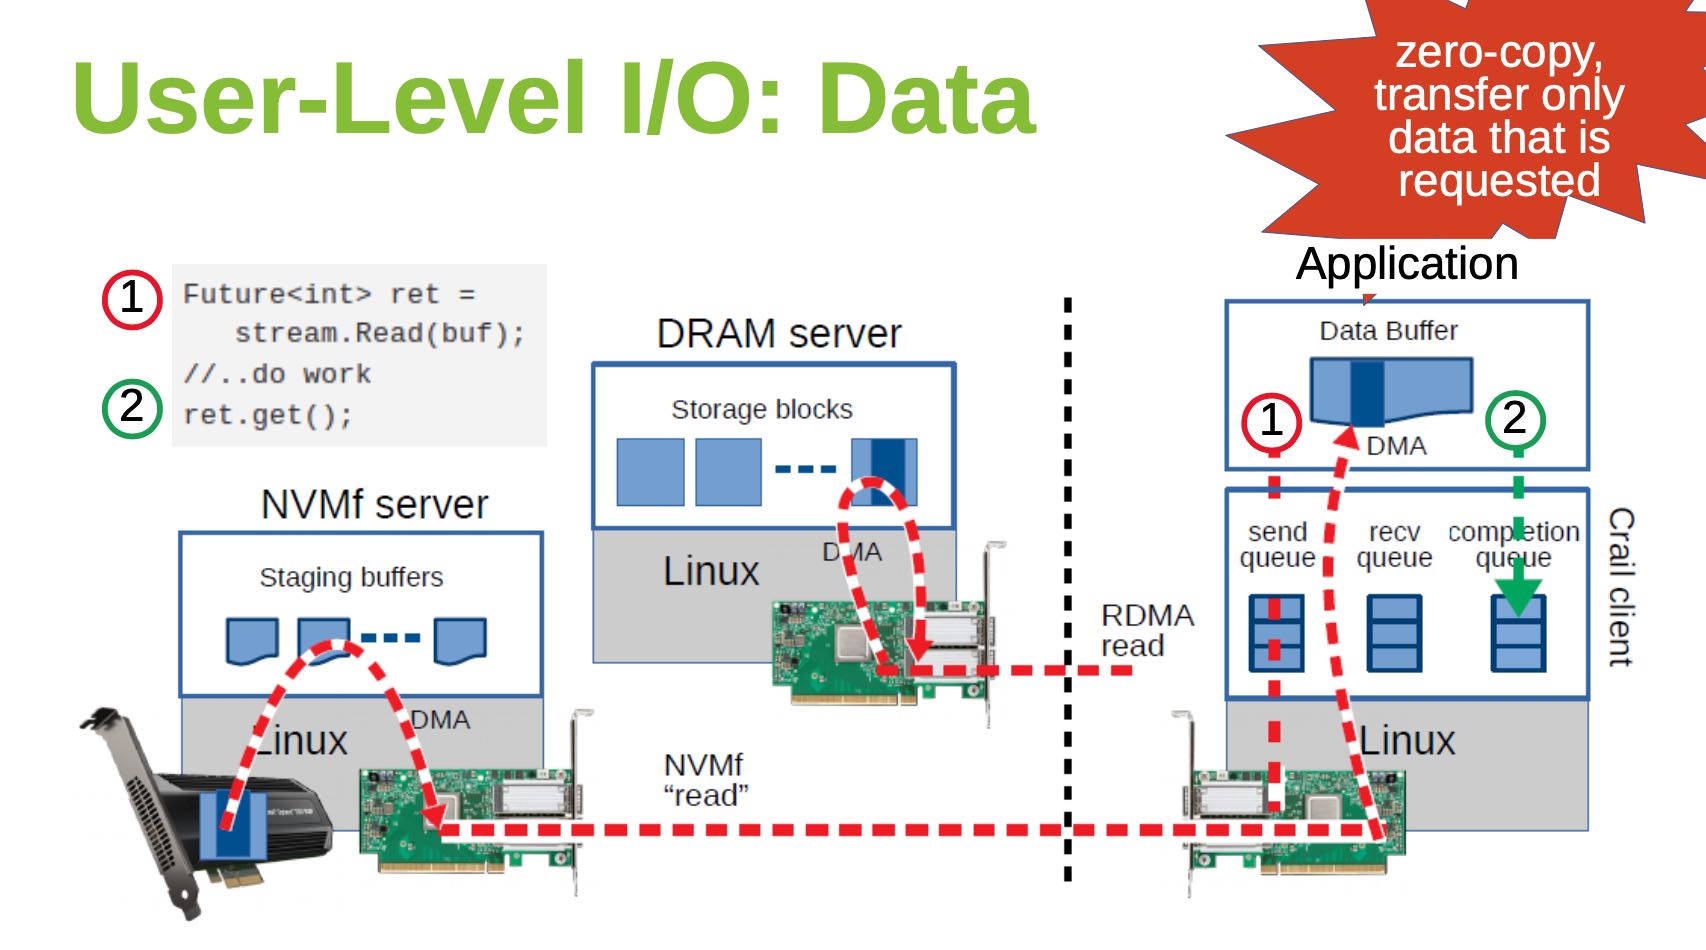 User-Level I/O: Data
zero-copy,
transfer only
data that is
requested
1
Future<int> ret =
stream.Read(buf);
//..do work
2
ret.get();
NVMf server
Staging buffers
Linux
DMA
DRAM server
Storage blocks
DMA
Linux
RDMA
read
NVMf
“read”
Application
Data Buffer
1
2
DMA
send
queue
recv
queue
completion
queue
Crail client
Linux